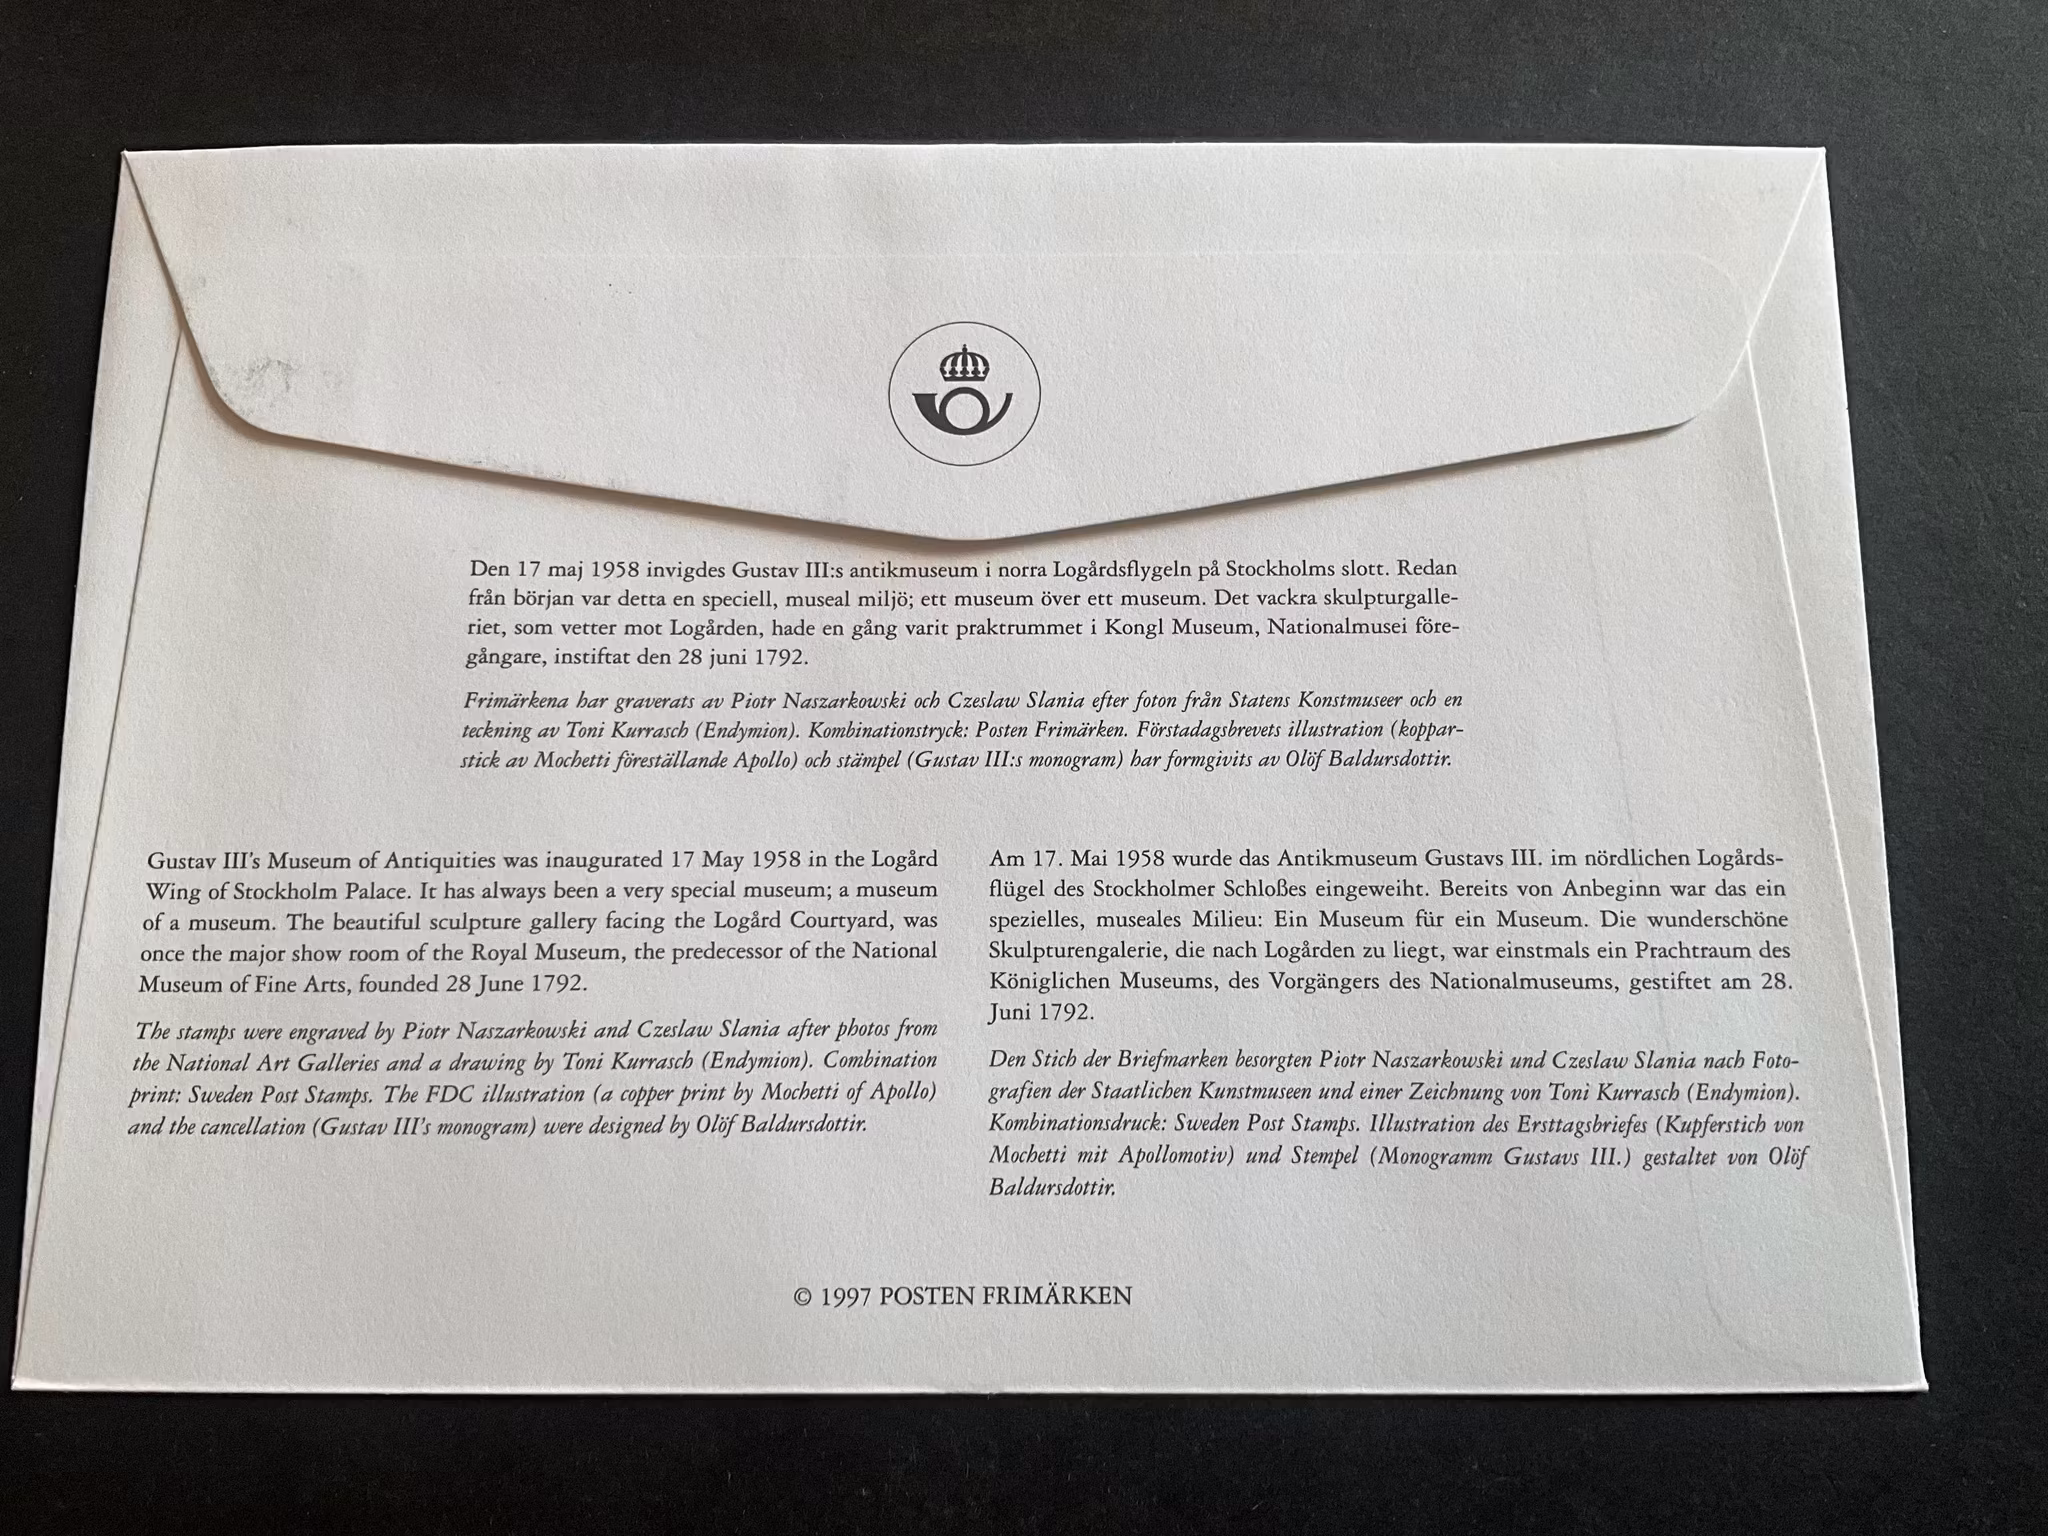 Den 17 maj 1958 invigdes Gustav III:s antikmuseum i norra Logårdsflygeln på Stockholms slott. Redan
från början var detta en speciell, museal miljö; ett museum över ett museum. Det vackra skulpturgalle-
riet, som vetter mot Logården, hade en gång varit praktrummet i Kongl Museum, Nationalmusei före-
gångare, instiftat den 28 juni 1792.
Frimärkena har graverats av Piotr Naszarkowski och Czeslaw Slania efter foton från Statens Konstmuseer och en
teckning av Toni Kurrasch (Endymion). Kombinationstryck: Posten Frimärken. Förstadagsbrevets illustration (koppar-
stick av Mochetti föreställande Apollo) och stämpel (Gustav III:s monogram) har formgivits av Olöf Baldursdottir.
Gustav III's Museum of Antiquities was inaugurated 17 May 1958 in the Logård
Wing of Stockholm Palace. It has always been a very special museum; a museum
of a museum. The beautiful sculpture gallery facing the Logård Courtyard, was
once the major show room of the Royal Museum, the predecessor of the National
Museum of Fine Arts, founded 28 June 1792.
The stamps were engraved by Piotr Naszarkowski and Czeslaw Slania after photos from
the National Art Galleries and a drawing by Toni Kurrasch (Endymion). Combination
print: Sweden Post Stamps. The FDC illustration (a copper print by Mochetti of Apollo)
and the cancellation (Gustav III's monogram) were designed by Olöf Baldursdottir.
Am 17. Mai 1958 wurde das Antikmuseum Gustavs III. im nördlichen Logårds-
flügel des Stockholmer Schloßes eingeweiht. Bereits von Anbeginn war das ein
spezielles, museales Milieu: Ein Museum für ein Museum. Die wunderschöne
Skulpturengalerie, die nach Logården zu liegt, war einstmals ein Prachtraum des
Königlichen Museums, des Vorgängers des Nationalmuseums, gestiftet am 28.
Juni 1792.
Den Stich der Briefmarken besorgten Piotr Naszarkowski und Czeslaw Slania nach Foto-
grafien der Staatlichen Kunstmuseen und einer Zeichnung von Toni Kurrasch (Endymion).
Kombinationsdruck: Sweden Post Stamps. Illustration des Ersttagsbriefes (Kupferstich von
Mochetti mit Apollomotiv) und Stempel (Monogramm Gustavs III.) gestaltet von Olöf
Baldursdottir.
© 1997 POSTEN FRIMÄRKEN